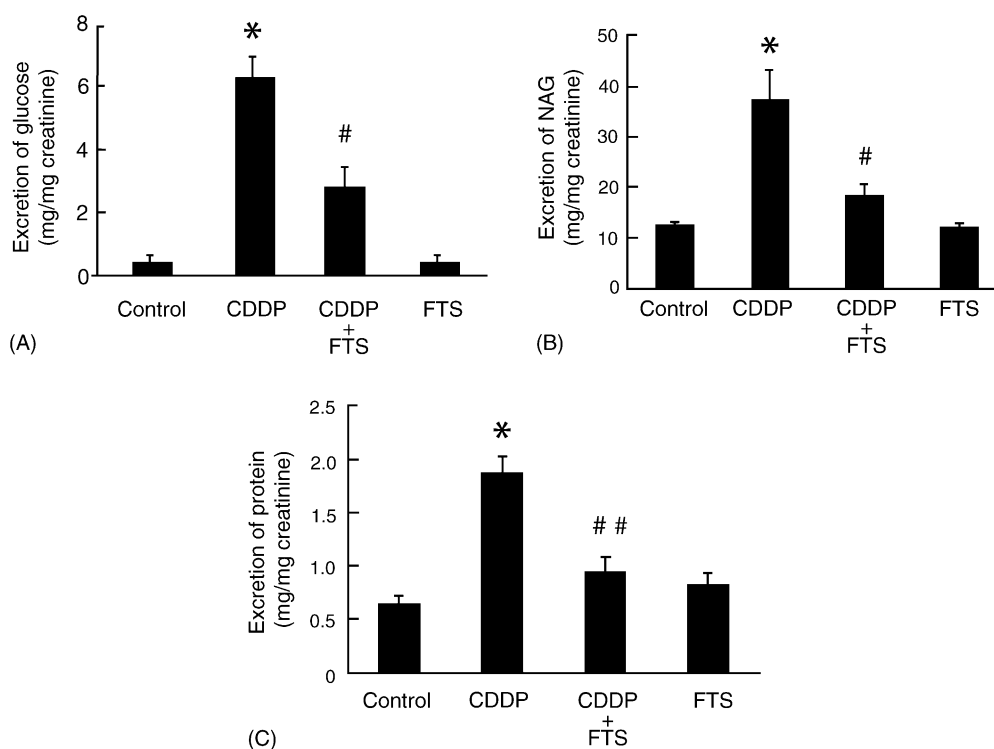 Excretion of glucose
(mg/mg creatinine)
8
6
4
2
0
*
#
Control
CDDP
CDDP
+
FTS
FTS
(A)
Excretion of NAG
(mg/mg creatinine)
50
40
30
20
10
0
*
#
Control
CDDP
CDDP
+
FTS
FTS
(B)
Excretion of protein
(mg/mg creatinine)
2.5
2.0
1.5
1.0
0.5
0
*
# #
Control
CDDP
CDDP
+
FTS
FTS
(C)